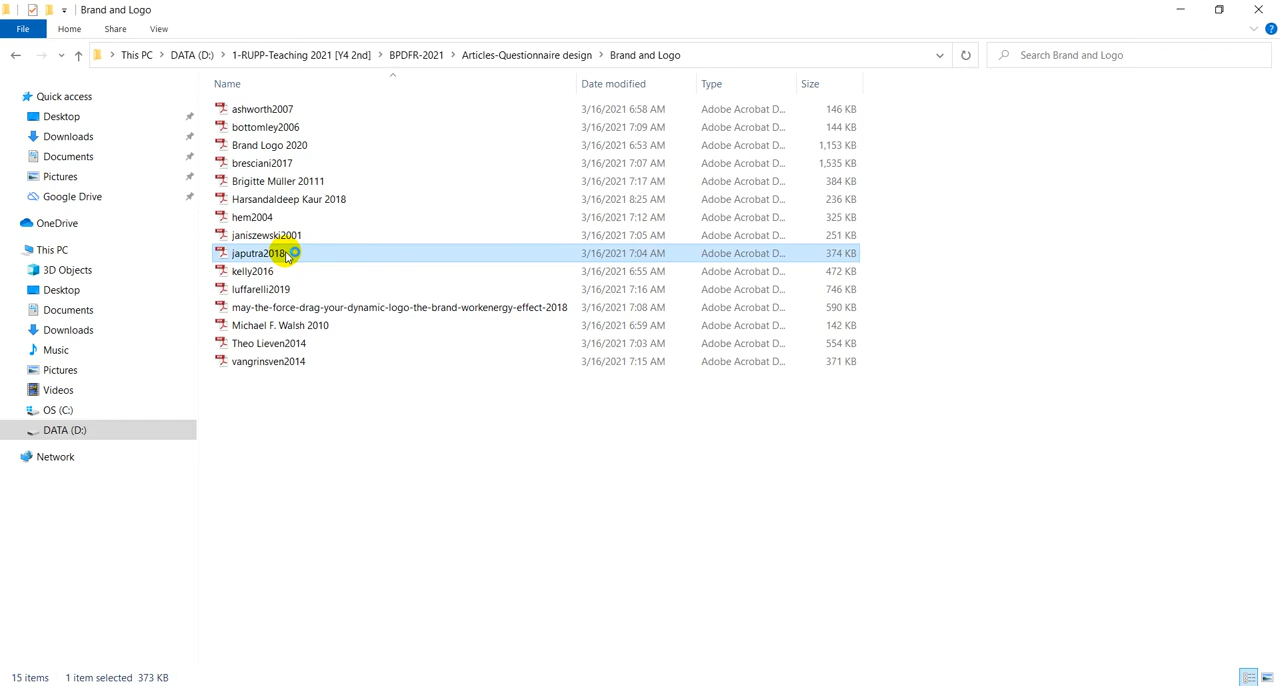 Brand and Logo
File Home Share View
This PC DATA (D:) 1-RUPP-Teaching 2021 [Y4 2nd] BPDFR-2021 Articles-Questionnaire design Brand and Logo Search Brand and Logo
Name Date modified Type Size
Quick access
Desktop
Downloads
Documents
Pictures
Google Drive
OneDrive
This PC
3D Objects
Desktop
Documents
Downloads
Music
Pictures
Videos
OS (C:)
DATA (D:)
Network
ashworth2007 3/16/2021 6:58 AM Adobe Acrobat D... 146 KB
bottomley2006 3/16/2021 7:09 AM Adobe Acrobat D... 144 KB
Brand Logo 2020 3/16/2021 6:53 AM Adobe Acrobat D... 1,153 KB
bresciani2017 3/16/2021 7:07 AM Adobe Acrobat D... 1,535 KB
Brigitte Müller 20111 3/16/2021 7:17 AM Adobe Acrobat D... 384 KB
Harsandaldeep Kaur 2018 3/16/2021 8:25 AM Adobe Acrobat D... 236 KB
hem2004 3/16/2021 7:12 AM Adobe Acrobat D... 325 KB
janiszewski2001 3/16/2021 7:05 AM Adobe Acrobat D... 251 KB
japutra2018 3/16/2021 7:04 AM Adobe Acrobat D... 374 KB
kelly2016 3/16/2021 6:55 AM Adobe Acrobat D... 472 KB
luffarelli2019 3/16/2021 7:16 AM Adobe Acrobat D... 746 KB
may-the-force-drag-your-dynamic-logo-the-brand-workenergy-effect-2018 3/16/2021 7:08 AM Adobe Acrobat D... 590 KB
Michael F. Walsh 2010 3/16/2021 6:59 AM Adobe Acrobat D... 142 KB
Theo Lieven2014 3/16/2021 7:03 AM Adobe Acrobat D... 554 KB
vangrinsven2014 3/16/2021 7:15 AM Adobe Acrobat D... 371 KB
15 items 1 item selected 373 KB